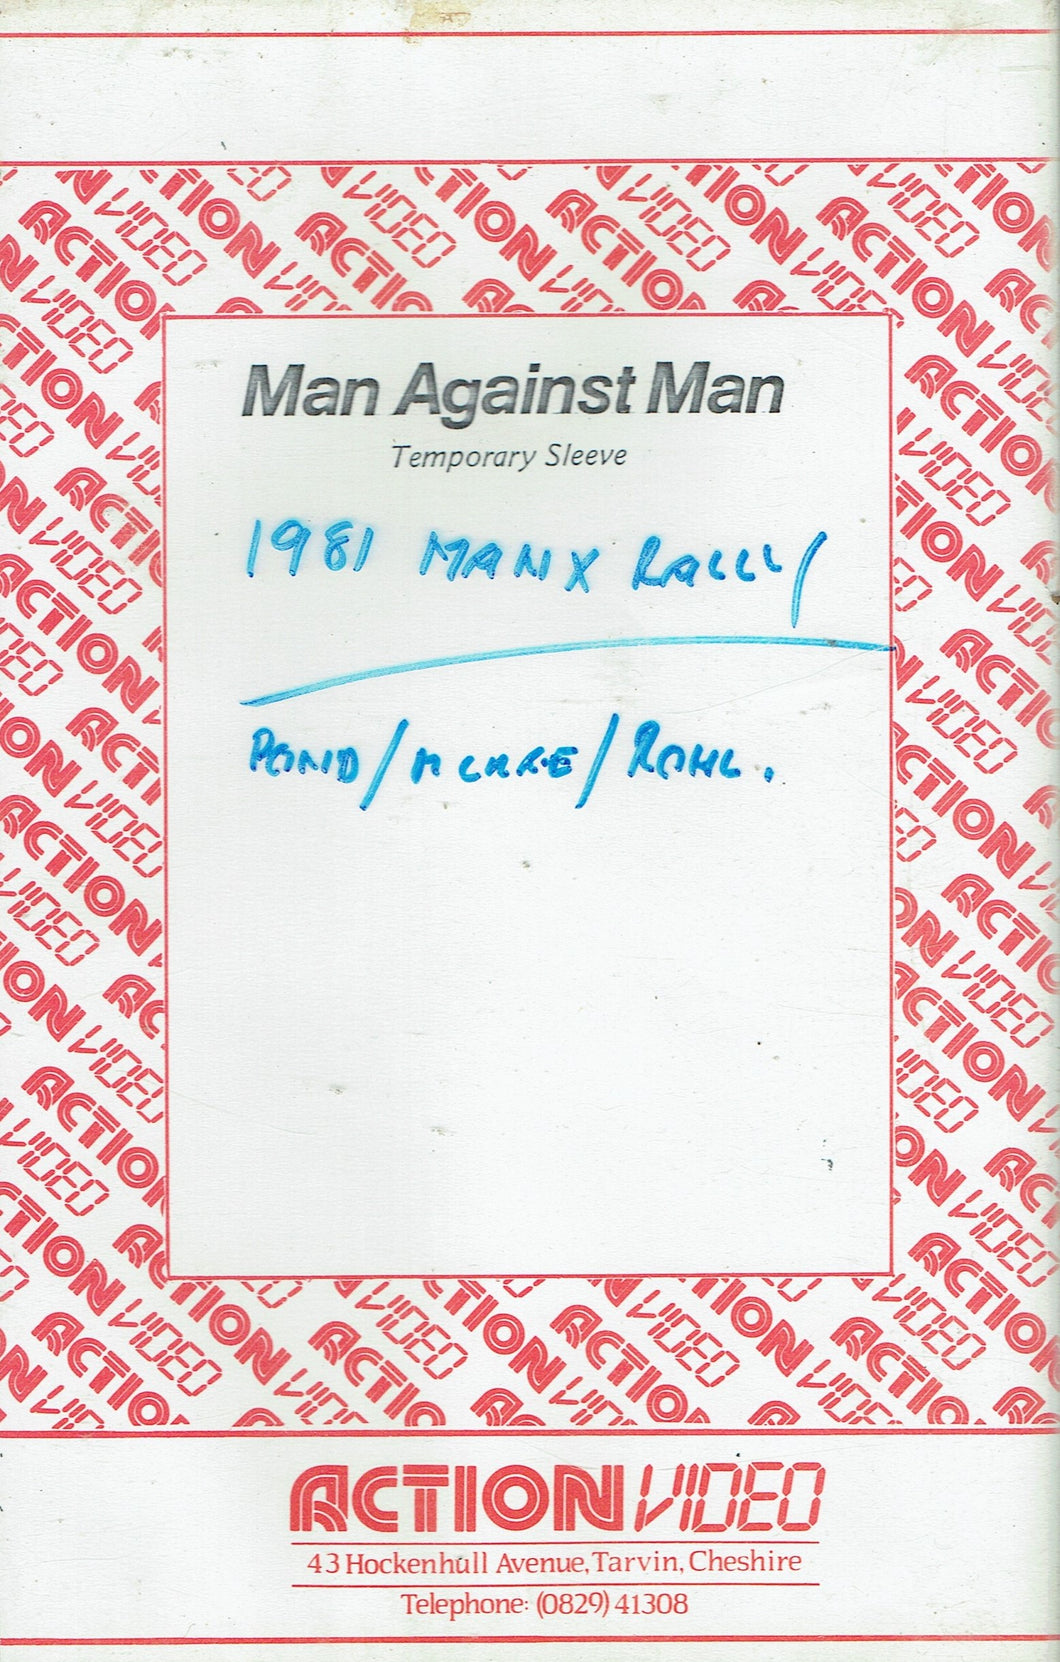 Man Against Man
Temporary Sleeve
1981 MANX RALLY
POND/MCRAE/ROHL.
ACTION VIDEO
43 Hockenhull Avenue, Tarvin, Cheshire
Telephone: (0829) 41308